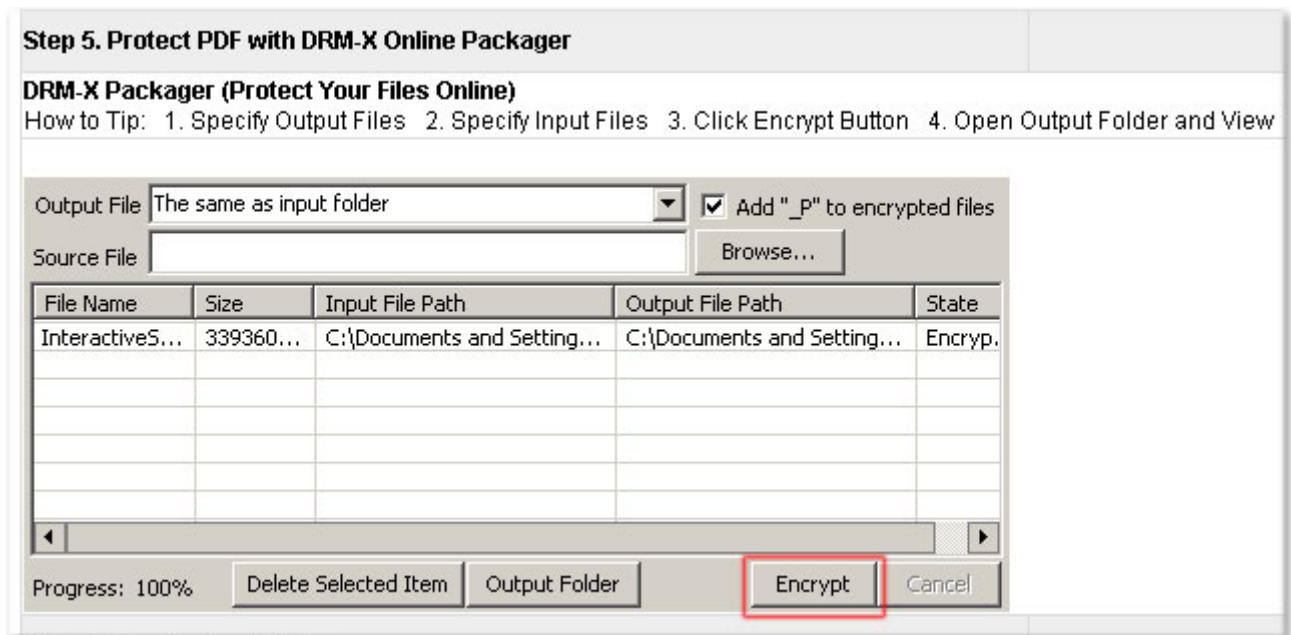 Step 5. Protect PDF with DRM-X Online Packager
DRM-X Packager (Protect Your Files Online)
How to Tip: 1. Specify Output Files 2. Specify Input Files 3. Click Encrypt Button 4. Open Output Folder and View
Output File The same as input folder Add "_P" to encrypted files
Source File Browse...
File Name Size Input File Path Output File Path State
InteractiveS... 339360... C:\Documents and Setting... C:\Documents and Setting... Encryp.
Progress: 100% Delete Selected Item Output Folder Encrypt Cancel